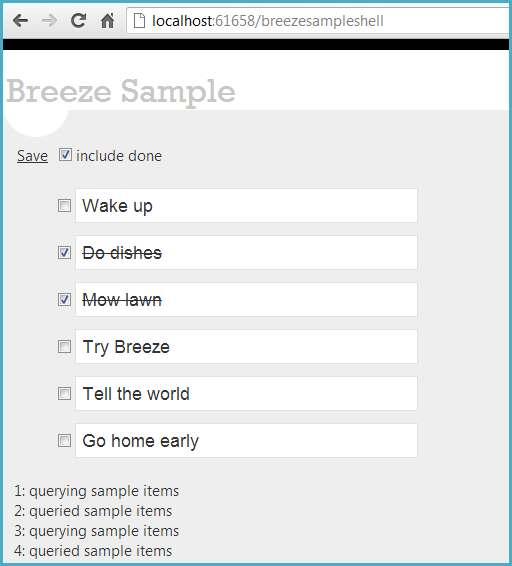 localhost:61658/breezesampleshell
Breeze Sample
Save include done
Wake up
Do dishes
Mow lawn
Try Breeze
Tell the world
Go home early
1: querying sample items
2: queried sample items
3: querying sample items
4: queried sample items